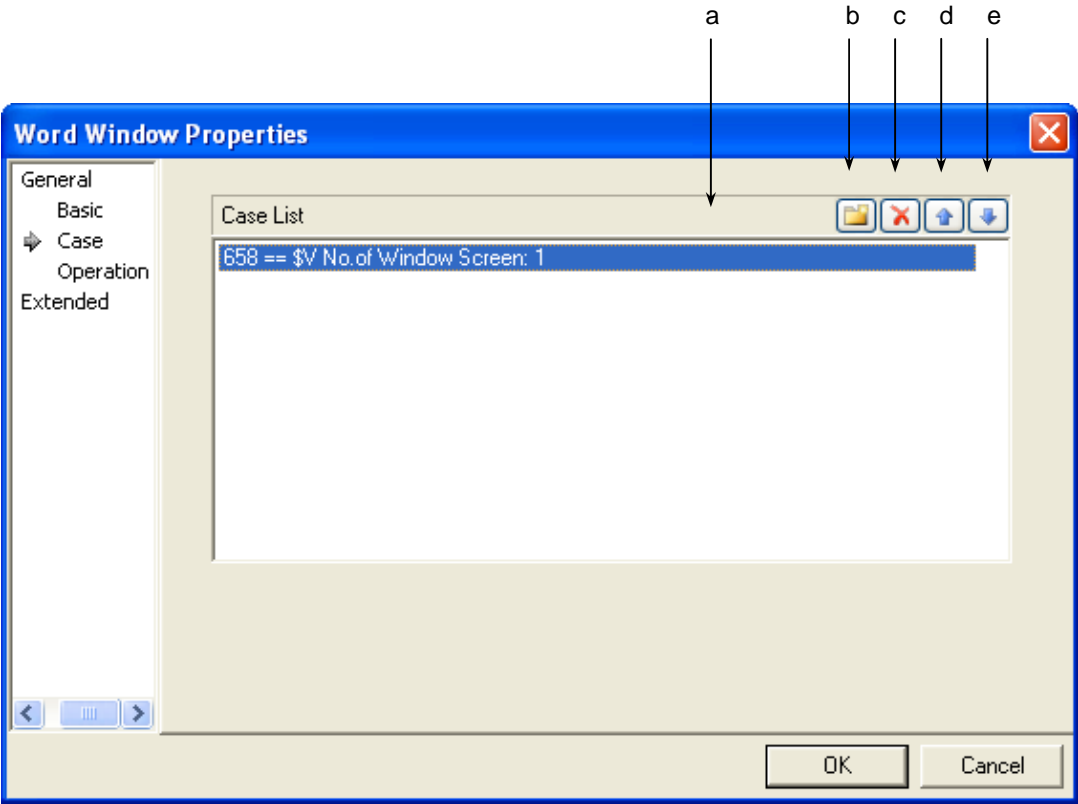 a b c d e
Word Window Properties
General
Basic
Case
Operation
Extended
Case List
658 == $V No.of Window Screen: 1
OK
Cancel